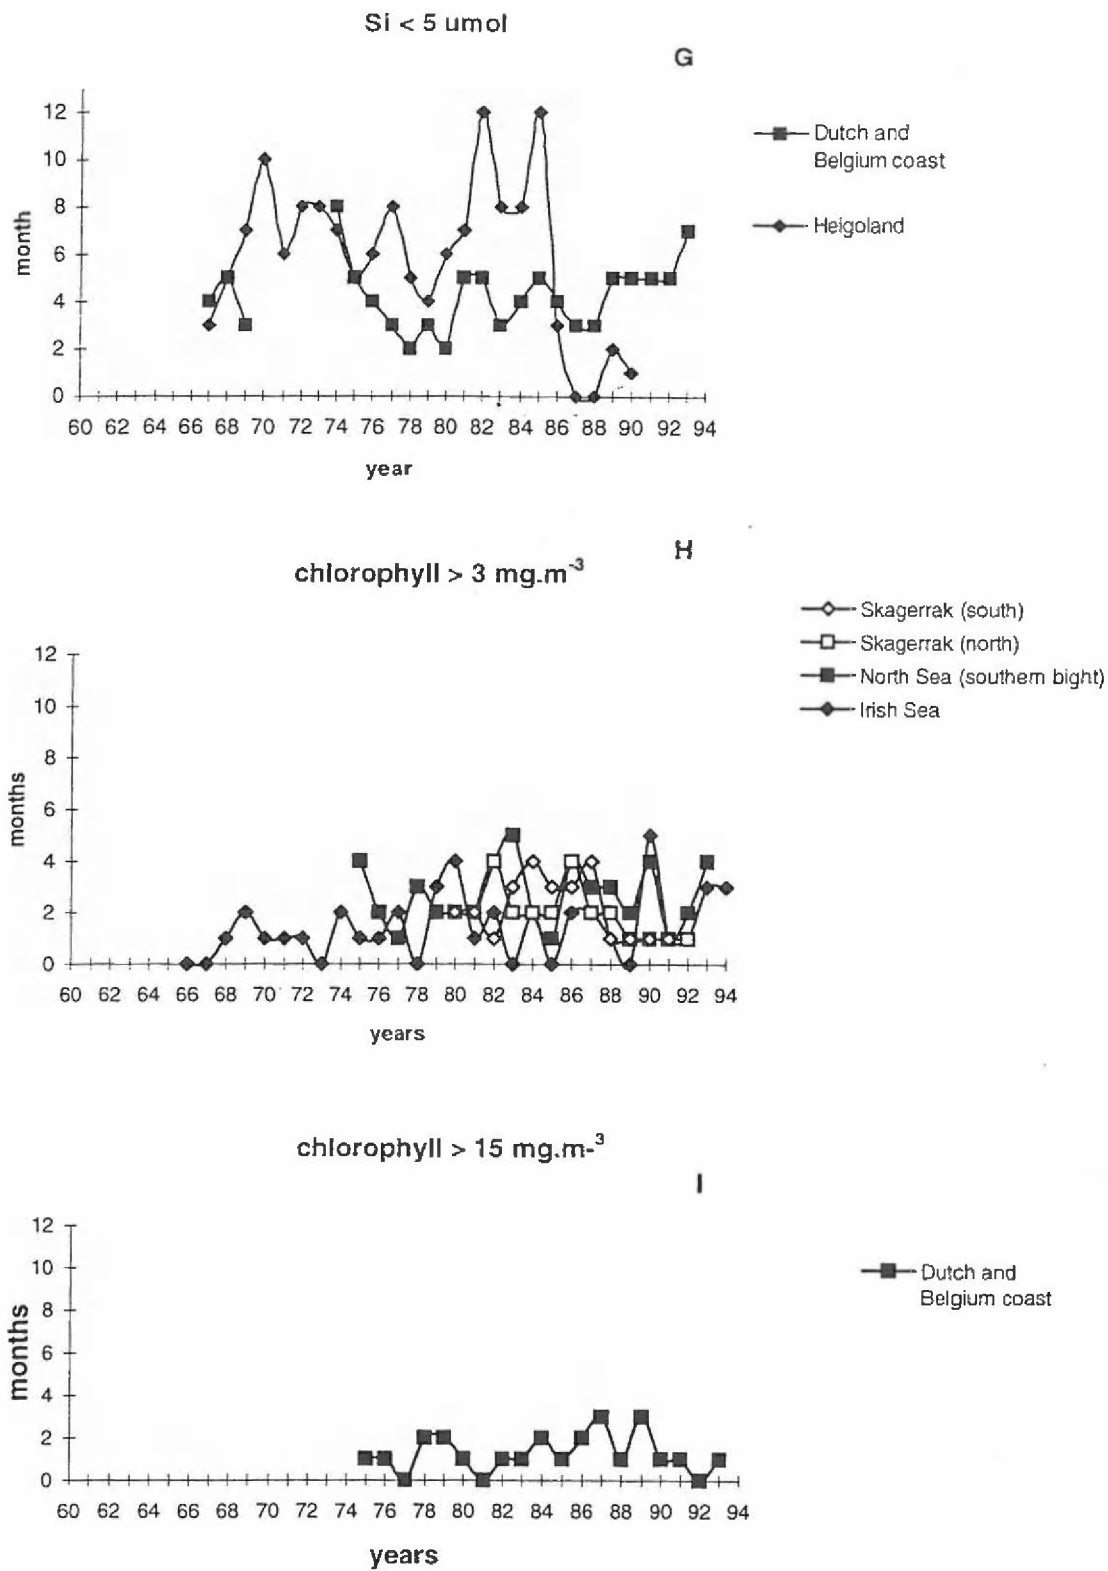 Si < 5 umol
G
12
10
8
6
4
2
0
month
60 62 64 66 68 70 72 74 76 78 80 82 84 86 88 90 92 94
year
Dutch and
Belgium coast
Helgoland
H
chlorophyll > 3 mg.m-3
12
10
8
6
4
2
0
months
60 62 64 66 68 70 72 74 76 78 80 82 84 86 88 90 92 94
years
Skagerrak (south)
Skagerrak (north)
North Sea (southern bight)
Irish Sea
chlorophyll > 15 mg.m-3
I
12
10
8
6
4
2
0
months
60 62 64 66 68 70 72 74 76 78 80 82 84 86 88 90 92 94
years
Dutch and
Belgium coast